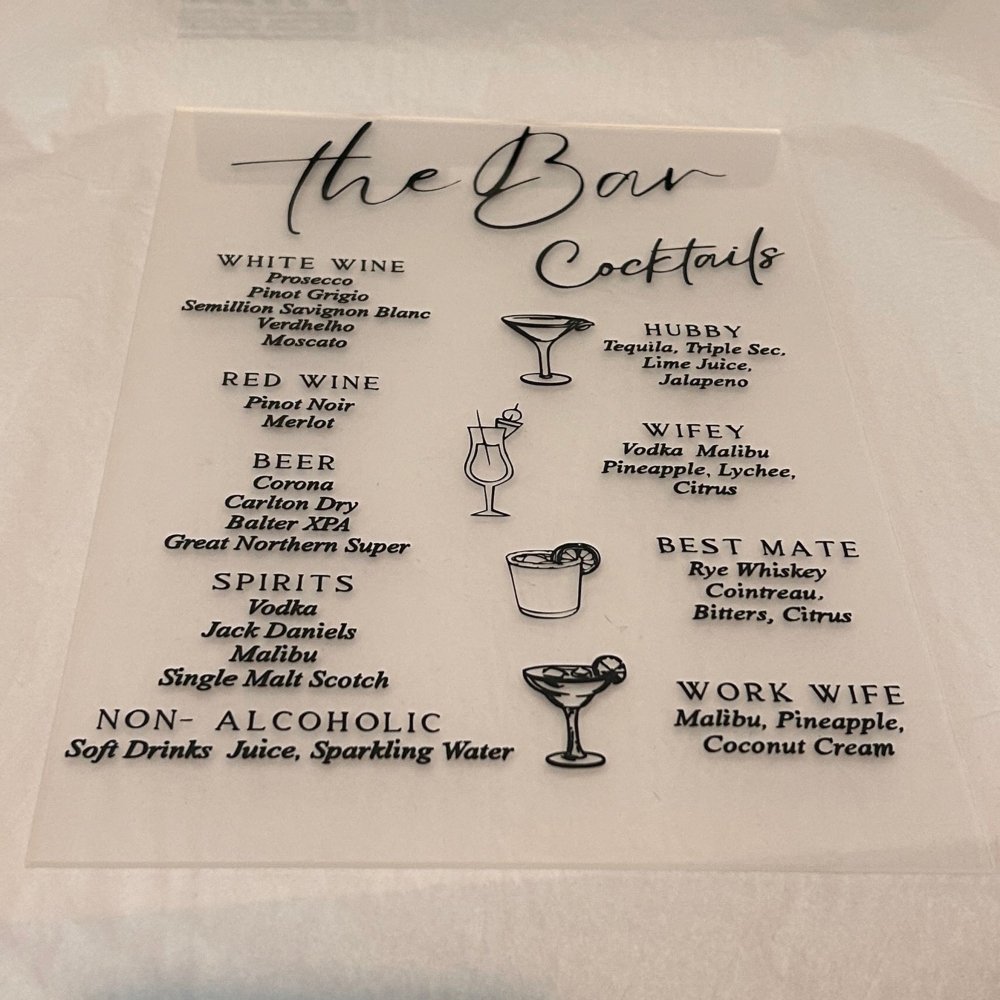 the Bar
WHITE WINE
Prosecco
Pinot Grigio
Semillion Savignon Blanc
Verdhelho
Moscato
RED WINE
Pinot Noir
Merlot
BEER
Corona
Carlton Dry
Balter XPA
Great Northern Super
SPIRITS
Vodka
Jack Daniels
Malibu
Single Malt Scotch
NON- ALCOHOLIC
Soft Drinks Juice, Sparkling Water
Cocktails
HUBBY
Tequila, Triple Sec,
Lime Juice,
Jalapeno
WIFEY
Vodka Malibu
Pineapple, Lychee,
Citrus
BEST MATE
Rye Whiskey
Cointreau,
Bitters, Citrus
WORK WIFE
Malibu, Pineapple,
Coconut Cream